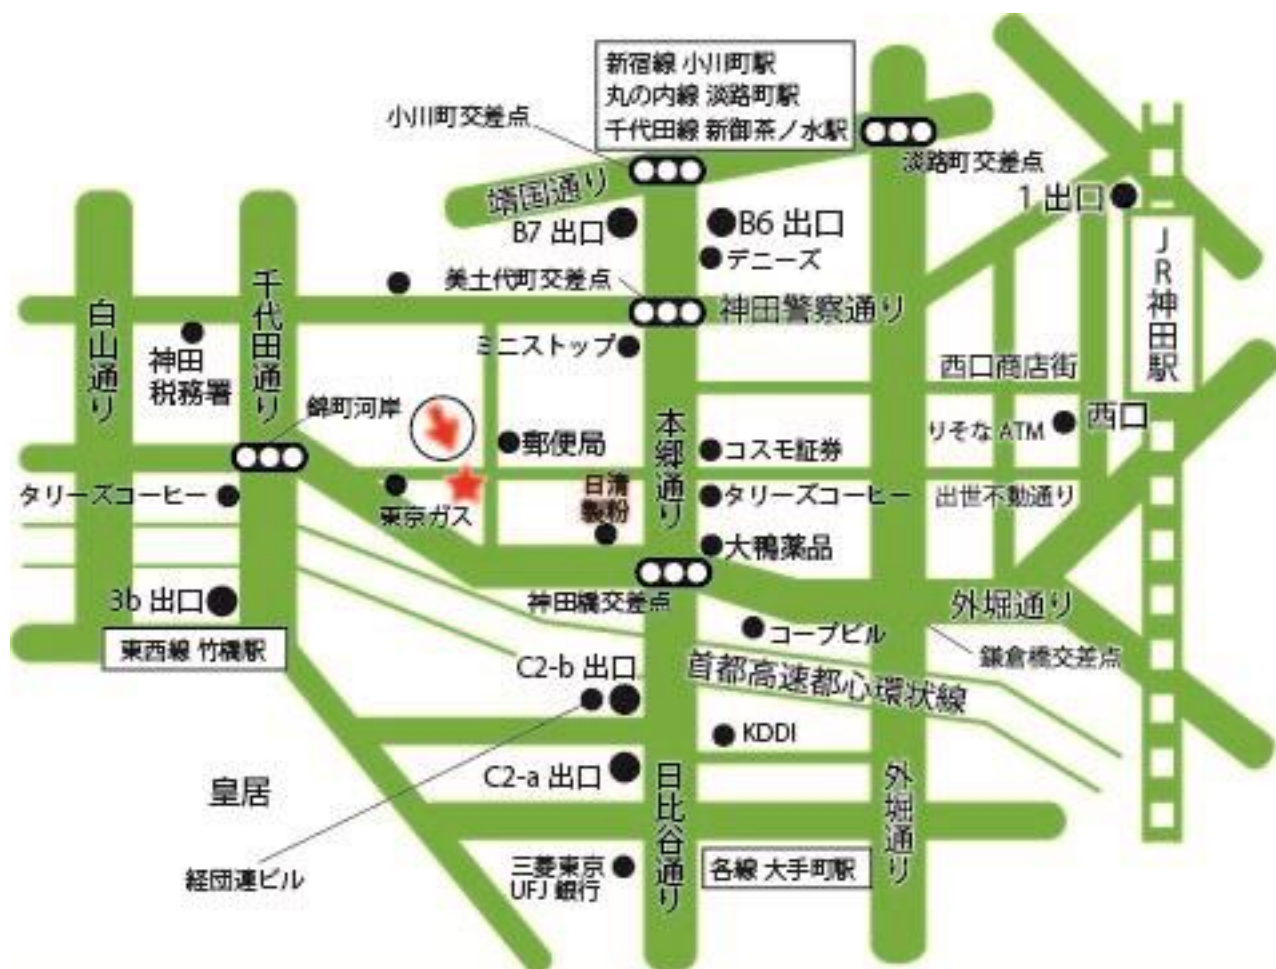 新宿線 小川町駅
丸の内線 淡路町駅
千代田線 新御茶ノ水駅
小川町交差点
淡路町交差点
靖国通り
1 出口
B7 出口
B6 出口
デニーズ
JR神田駅
美土代町交差点
神田警察通り
白山通り
千代田通り
神田
税務署
ミニストップ
西口商店街
錦町河岸
本郷通り
りそな ATM
西口
郵便局
コスモ証券
タリーズコーヒー
東京ガス
日清
製粉
タリーズコーヒー
出世不動通り
大鴨薬品
3b 出口
神田橋交差点
外堀通り
東西線 竹橋駅
コープビル
鎌倉橋交差点
C2-b 出口
首都高速都心環状線
KDDI
C2-a 出口
皇居
日比谷通り
外堀通り
経団連ビル
三菱東京
UFJ 銀行
各線 大手町駅